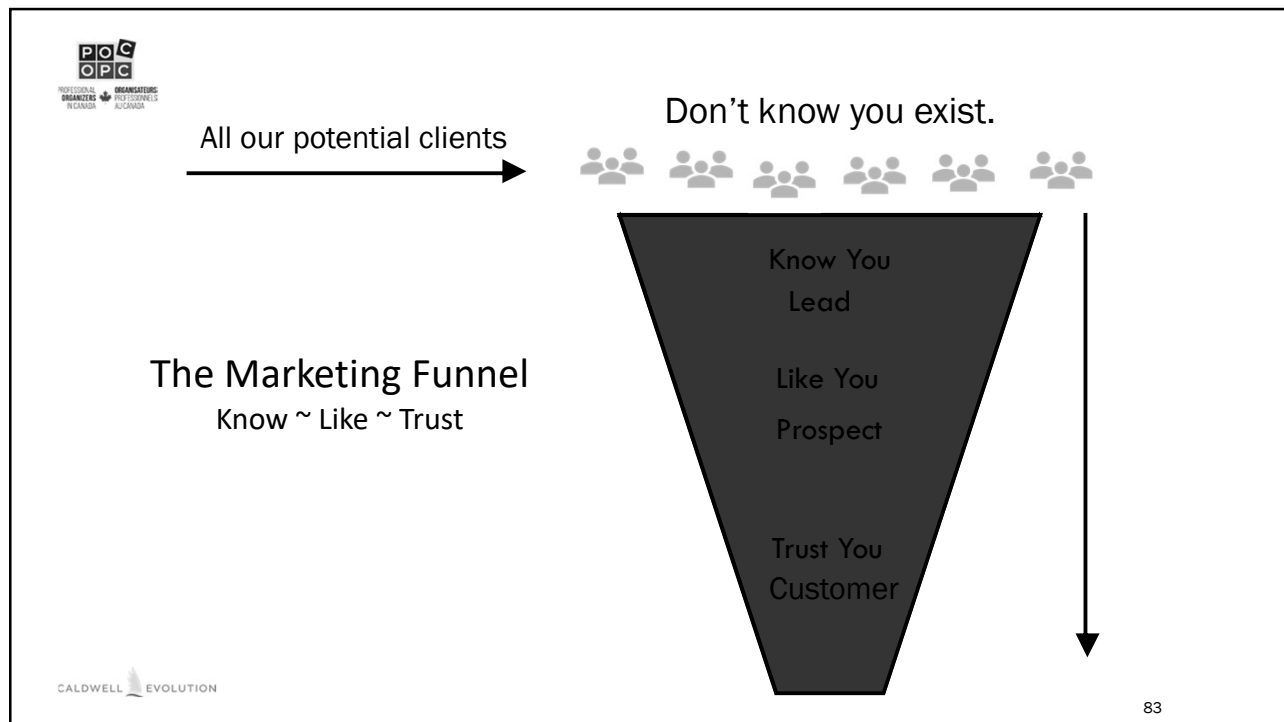 POC
OPC
PROFESSIONAL ORGANISATEURS
ORGANIZERS PROFESSIONNELS
IN CANADA AU CANADA
All our potential clients
Don't know you exist.
Know You
Lead
The Marketing Funnel
Know ~ Like ~ Trust
Like You
Prospect
Trust You
Customer
CALDWELL EVOLUTION
83